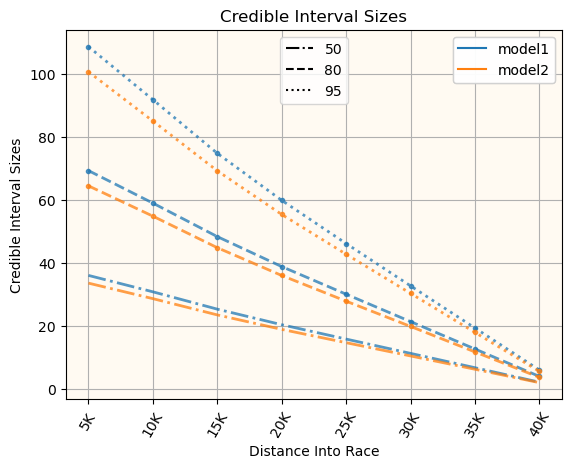 Credible Interval Sizes
50
80
95
model1
model2
Credible Interval Sizes
100
80
60
40
20
0
5K
10K
15K
20K
25K
30K
35K
40K
Distance Into Race